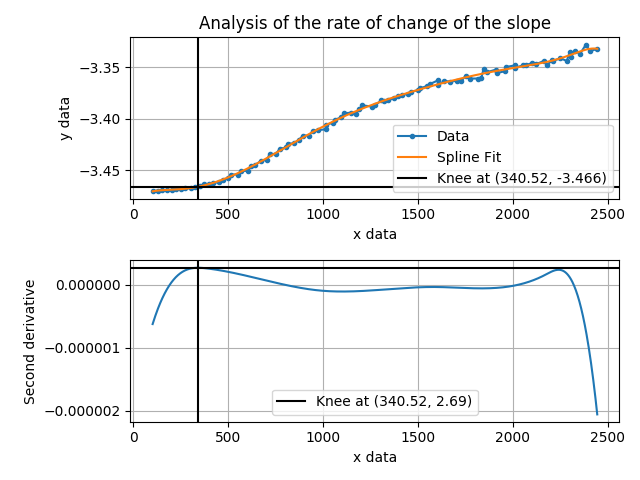 Analysis of the rate of change of the slope
−3.35
−3.40
−3.45
y data
Data
Spline Fit
Knee at (340.52, -3.466)
0 500 1000 1500 2000 2500
x data
0.000000
−0.000001
−0.000002
Second derivative
Knee at (340.52, 2.69)
0 500 1000 1500 2000 2500
x data